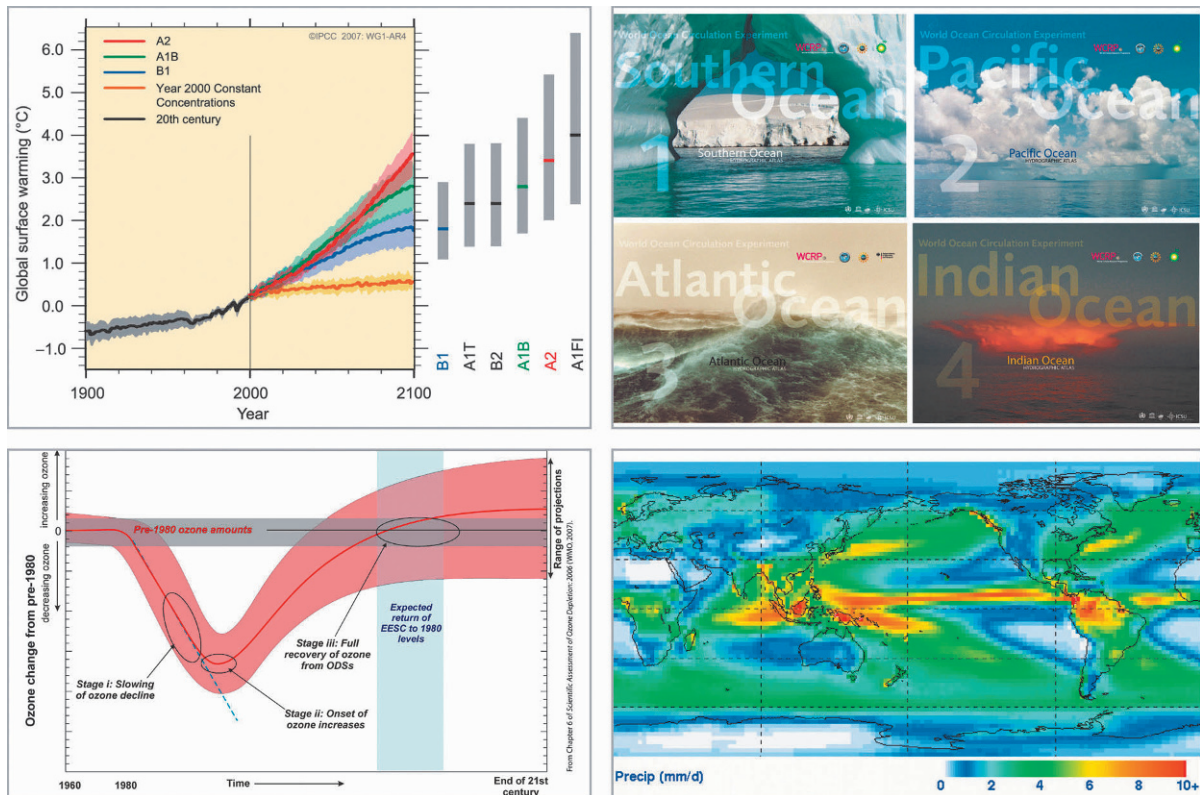 ©IPCC 2007: WG1-AR4
A2
A1B
B1
Year 2000 Constant
Concentrations
20th century
Global surface warming (°C)
6.0
5.0
4.0
3.0
2.0
1.0
0.0
–1.0
1900
2000
2100
Year
B1
A1T
B2
A1B
A2
A1FI
World Ocean Circulation Experiment
WCRP
Southern
Ocean
1
Southern Ocean
HYDROGRAPHIC ATLAS
World Ocean Circulation Experiment
WCRP
Pacific
Ocean
2
Pacific Ocean
HYDROGRAPHIC ATLAS
World Ocean Circulation Experiment
WCRP
Atlantic
Ocean
3
Atlantic Ocean
HYDROGRAPHIC ATLAS
World Ocean Circulation Experiment
WCRP
Indian
Ocean
4
Indian Ocean
HYDROGRAPHIC ATLAS
Ozone change from pre-1980
decreasing ozone
increasing ozone
0
Pre-1980 ozone amounts
Range of projections
Expected
return of
EESC to 1980
levels
Stage iii: Full
recovery of ozone
from ODSs
Stage i: Slowing
of ozone decline
Stage ii: Onset of
ozone increases
From Chapter 6 of Scientific Assessment of Ozone Depletion: 2006 (WMO, 2007).
1960
1980
Time
End of 21st
century
Precip (mm/d)
0
2
4
6
8
10+